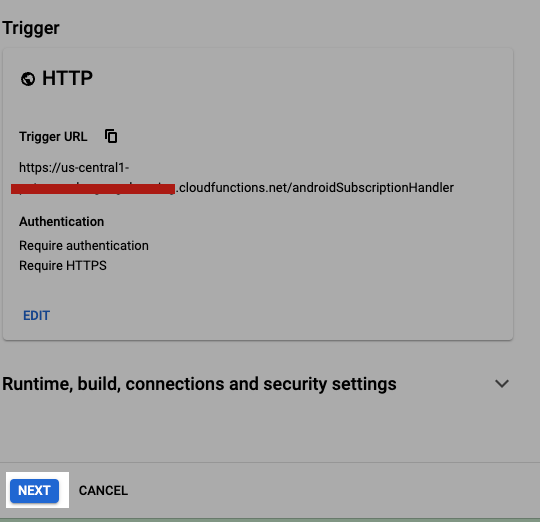 Trigger
HTTP
Trigger URL
https://us-central1-
.cloudfunctions.net/androidSubscriptionHandler
Authentication
Require authentication
Require HTTPS
EDIT
Runtime, build, connections and security settings
NEXT CANCEL